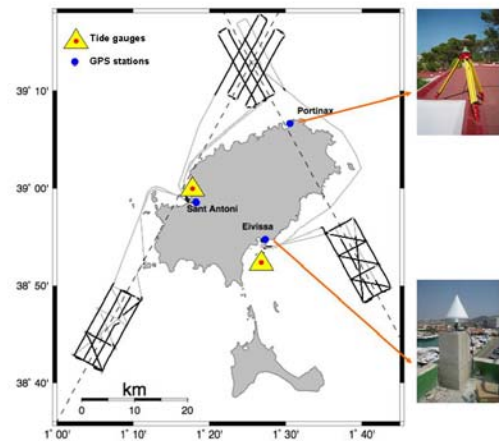 Tide gauges
GPS stations
39° 10'
39° 00'
38° 50'
38° 40'
Portinax
Sant Antoni
Eivissa
km
0 10 20
1° 00' 1° 10' 1° 20' 1° 30' 1° 40'